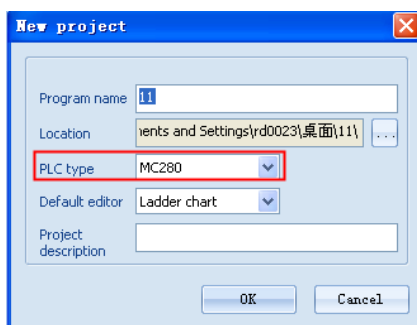 New project
Program name 11
Location ments and Settings\rd0023\桌面\11\ ...
PLC type MC280
Default editor Ladder chart
Project
description
OK Cancel